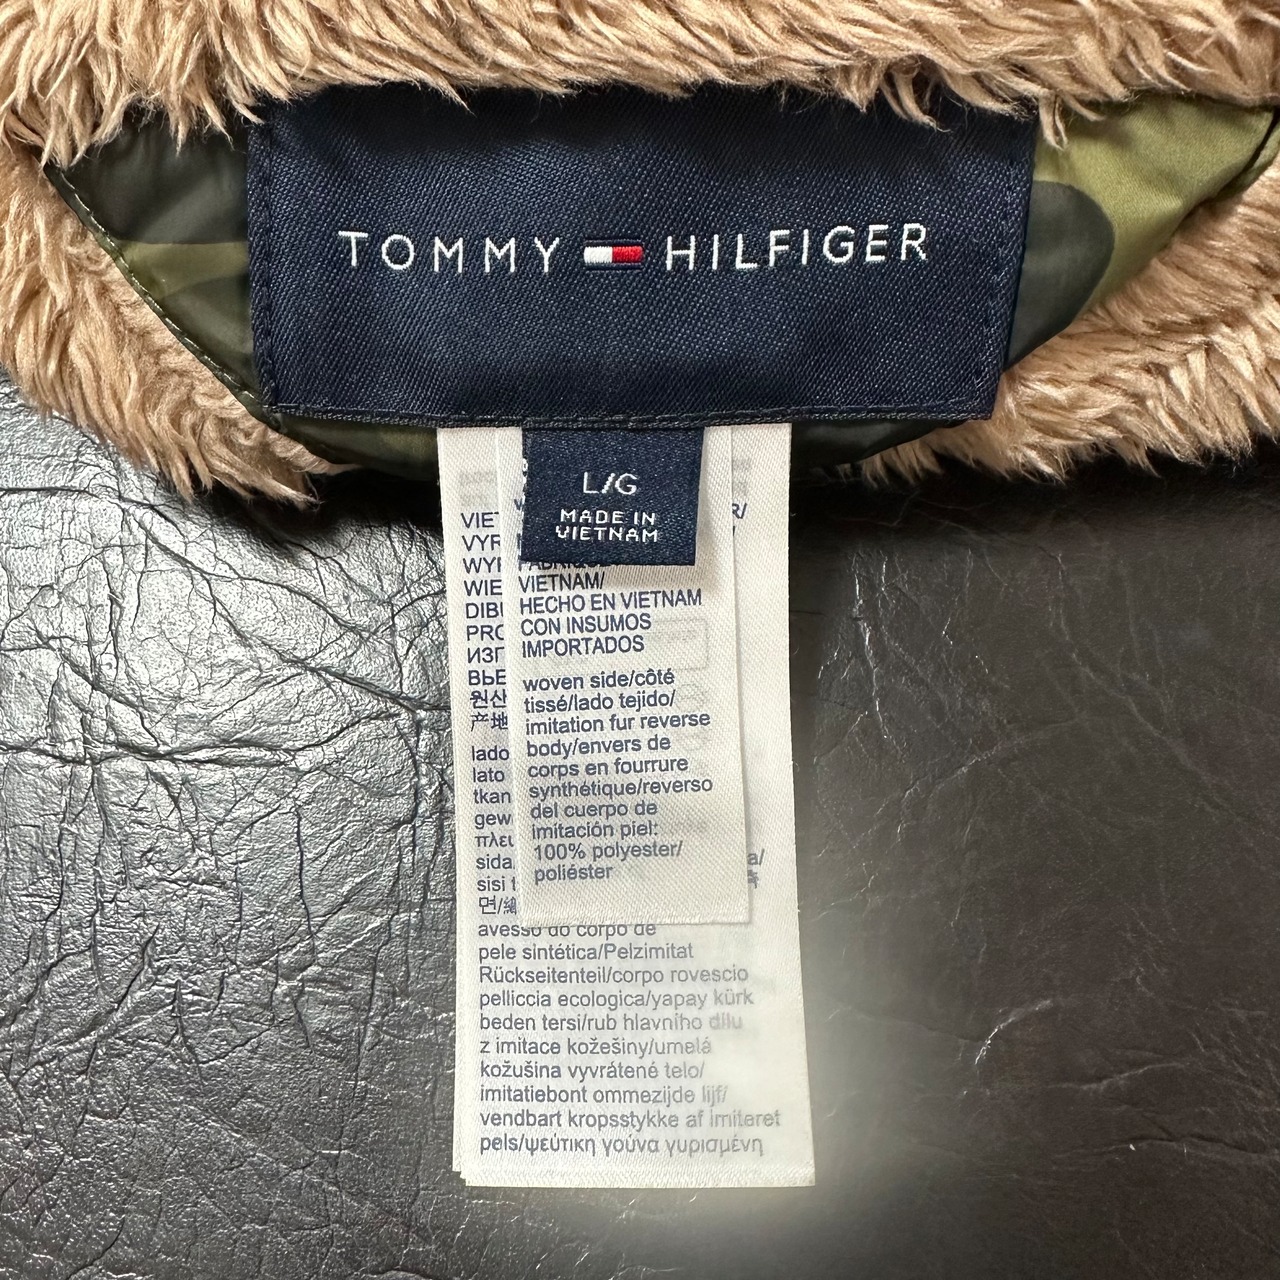 TOMMY HILFIGER
L/G
MADE IN
VIETNAM
VIETNAM/
HECHO EN VIETNAM
CON INSUMOS
IMPORTADOS
woven side/côté
tissé/lado tejido/
imitation fur reverse
body/envers de
corps en fourrure
synthétique/reverso
del cuerpo de
imitación piel:
100% polyester/
poliéster
VIET
VYR
WYP
WIE
DIBU
PRO
ИЗГ
ВЬЕ
원산
产地
lado
lato
tkan
gew
πλευ
sida
sisi t
면/織
avesso do corpo de
pele sintética/Pelzimitat
Rückseitenteil/corpo rovescio
pelliccia ecologica/yapay kürk
beden tersi/rub hlavního dílu
z imitace kožešiny/umelá
kožušina vyvrátené telo/
imitatiebont ommezijde lijf/
vendbart kropsstykke af imiteret
pels/ψεύτικη γούνα γυρισμένη